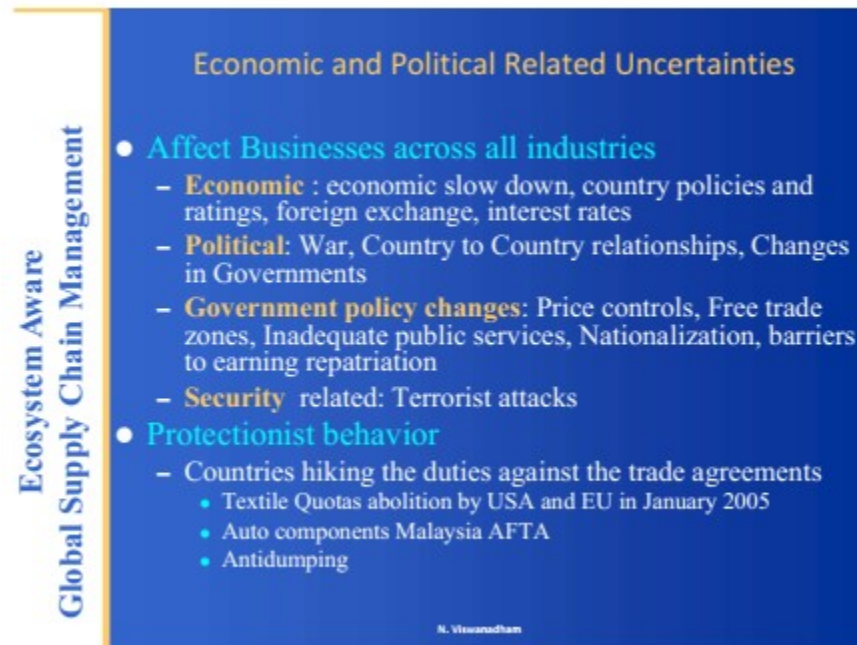 Economic and Political Related Uncertainties
Ecosystem Aware
Global Supply Chain Management
● Affect Businesses across all industries
– Economic : economic slow down, country policies and
ratings, foreign exchange, interest rates
– Political: War, Country to Country relationships, Changes
in Governments
– Government policy changes: Price controls, Free trade
zones, Inadequate public services, Nationalization, barriers
to earning repatriation
– Security related: Terrorist attacks
● Protectionist behavior
– Countries hiking the duties against the trade agreements
• Textile Quotas abolition by USA and EU in January 2005
• Auto components Malaysia AFTA
• Antidumping
N. Viswanadham